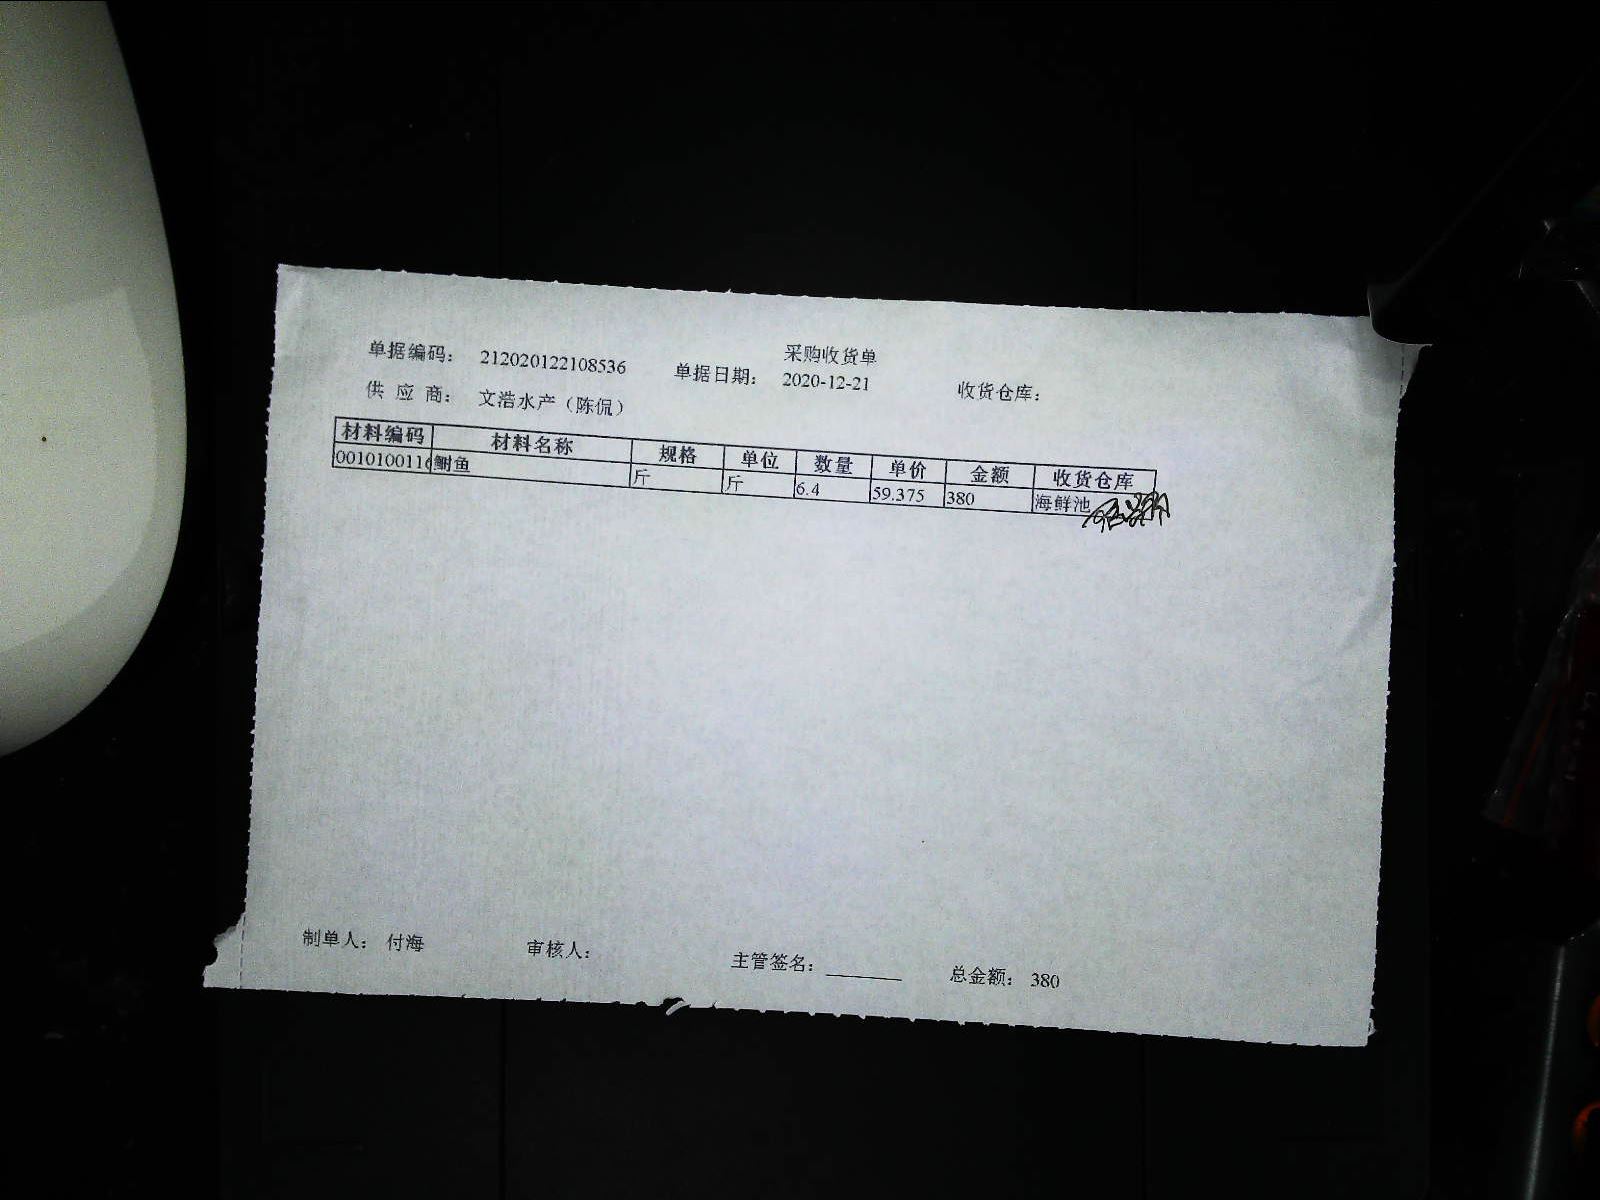 采购收货单
单据编码： 212020122108536 单据日期： 2020-12-21 收货仓库：
供 应 商： 文浩水产（陈侃）
材料编码 材料名称 规格 单位 数量 单价 金额 收货仓库
0010100116 鲥鱼 斤 斤 6.4 59.375 380 海鲜池
制单人： 付海 审核人： 主管签名： 总金额： 380